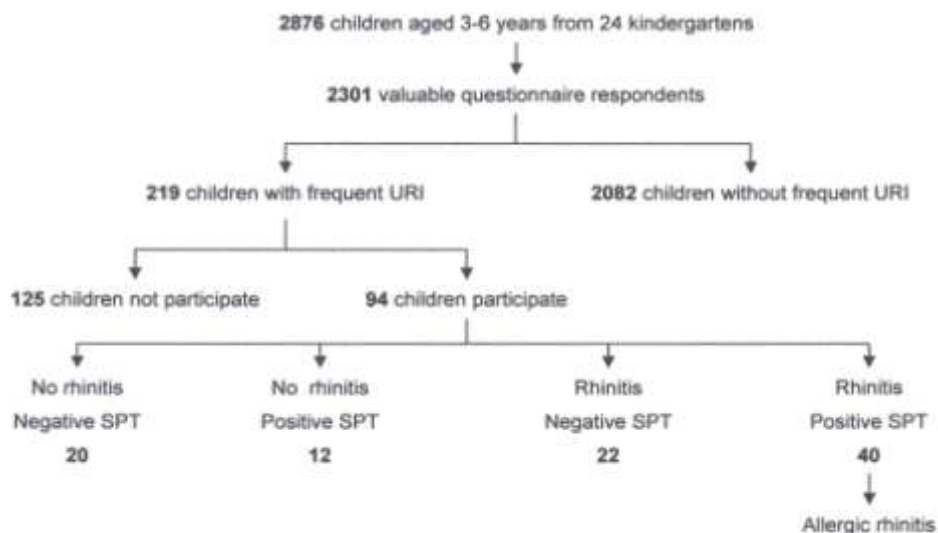 2876 children aged 3-6 years from 24 kindergartens
2301 valuable questionnaire respondents
219 children with frequent URI
2082 children without frequent URI
125 children not participate
94 children participate
No rhinitis
Negative SPT
20
No rhinitis
Positive SPT
12
Rhinitis
Negative SPT
22
Rhinitis
Positive SPT
40
Allergic rhinitis